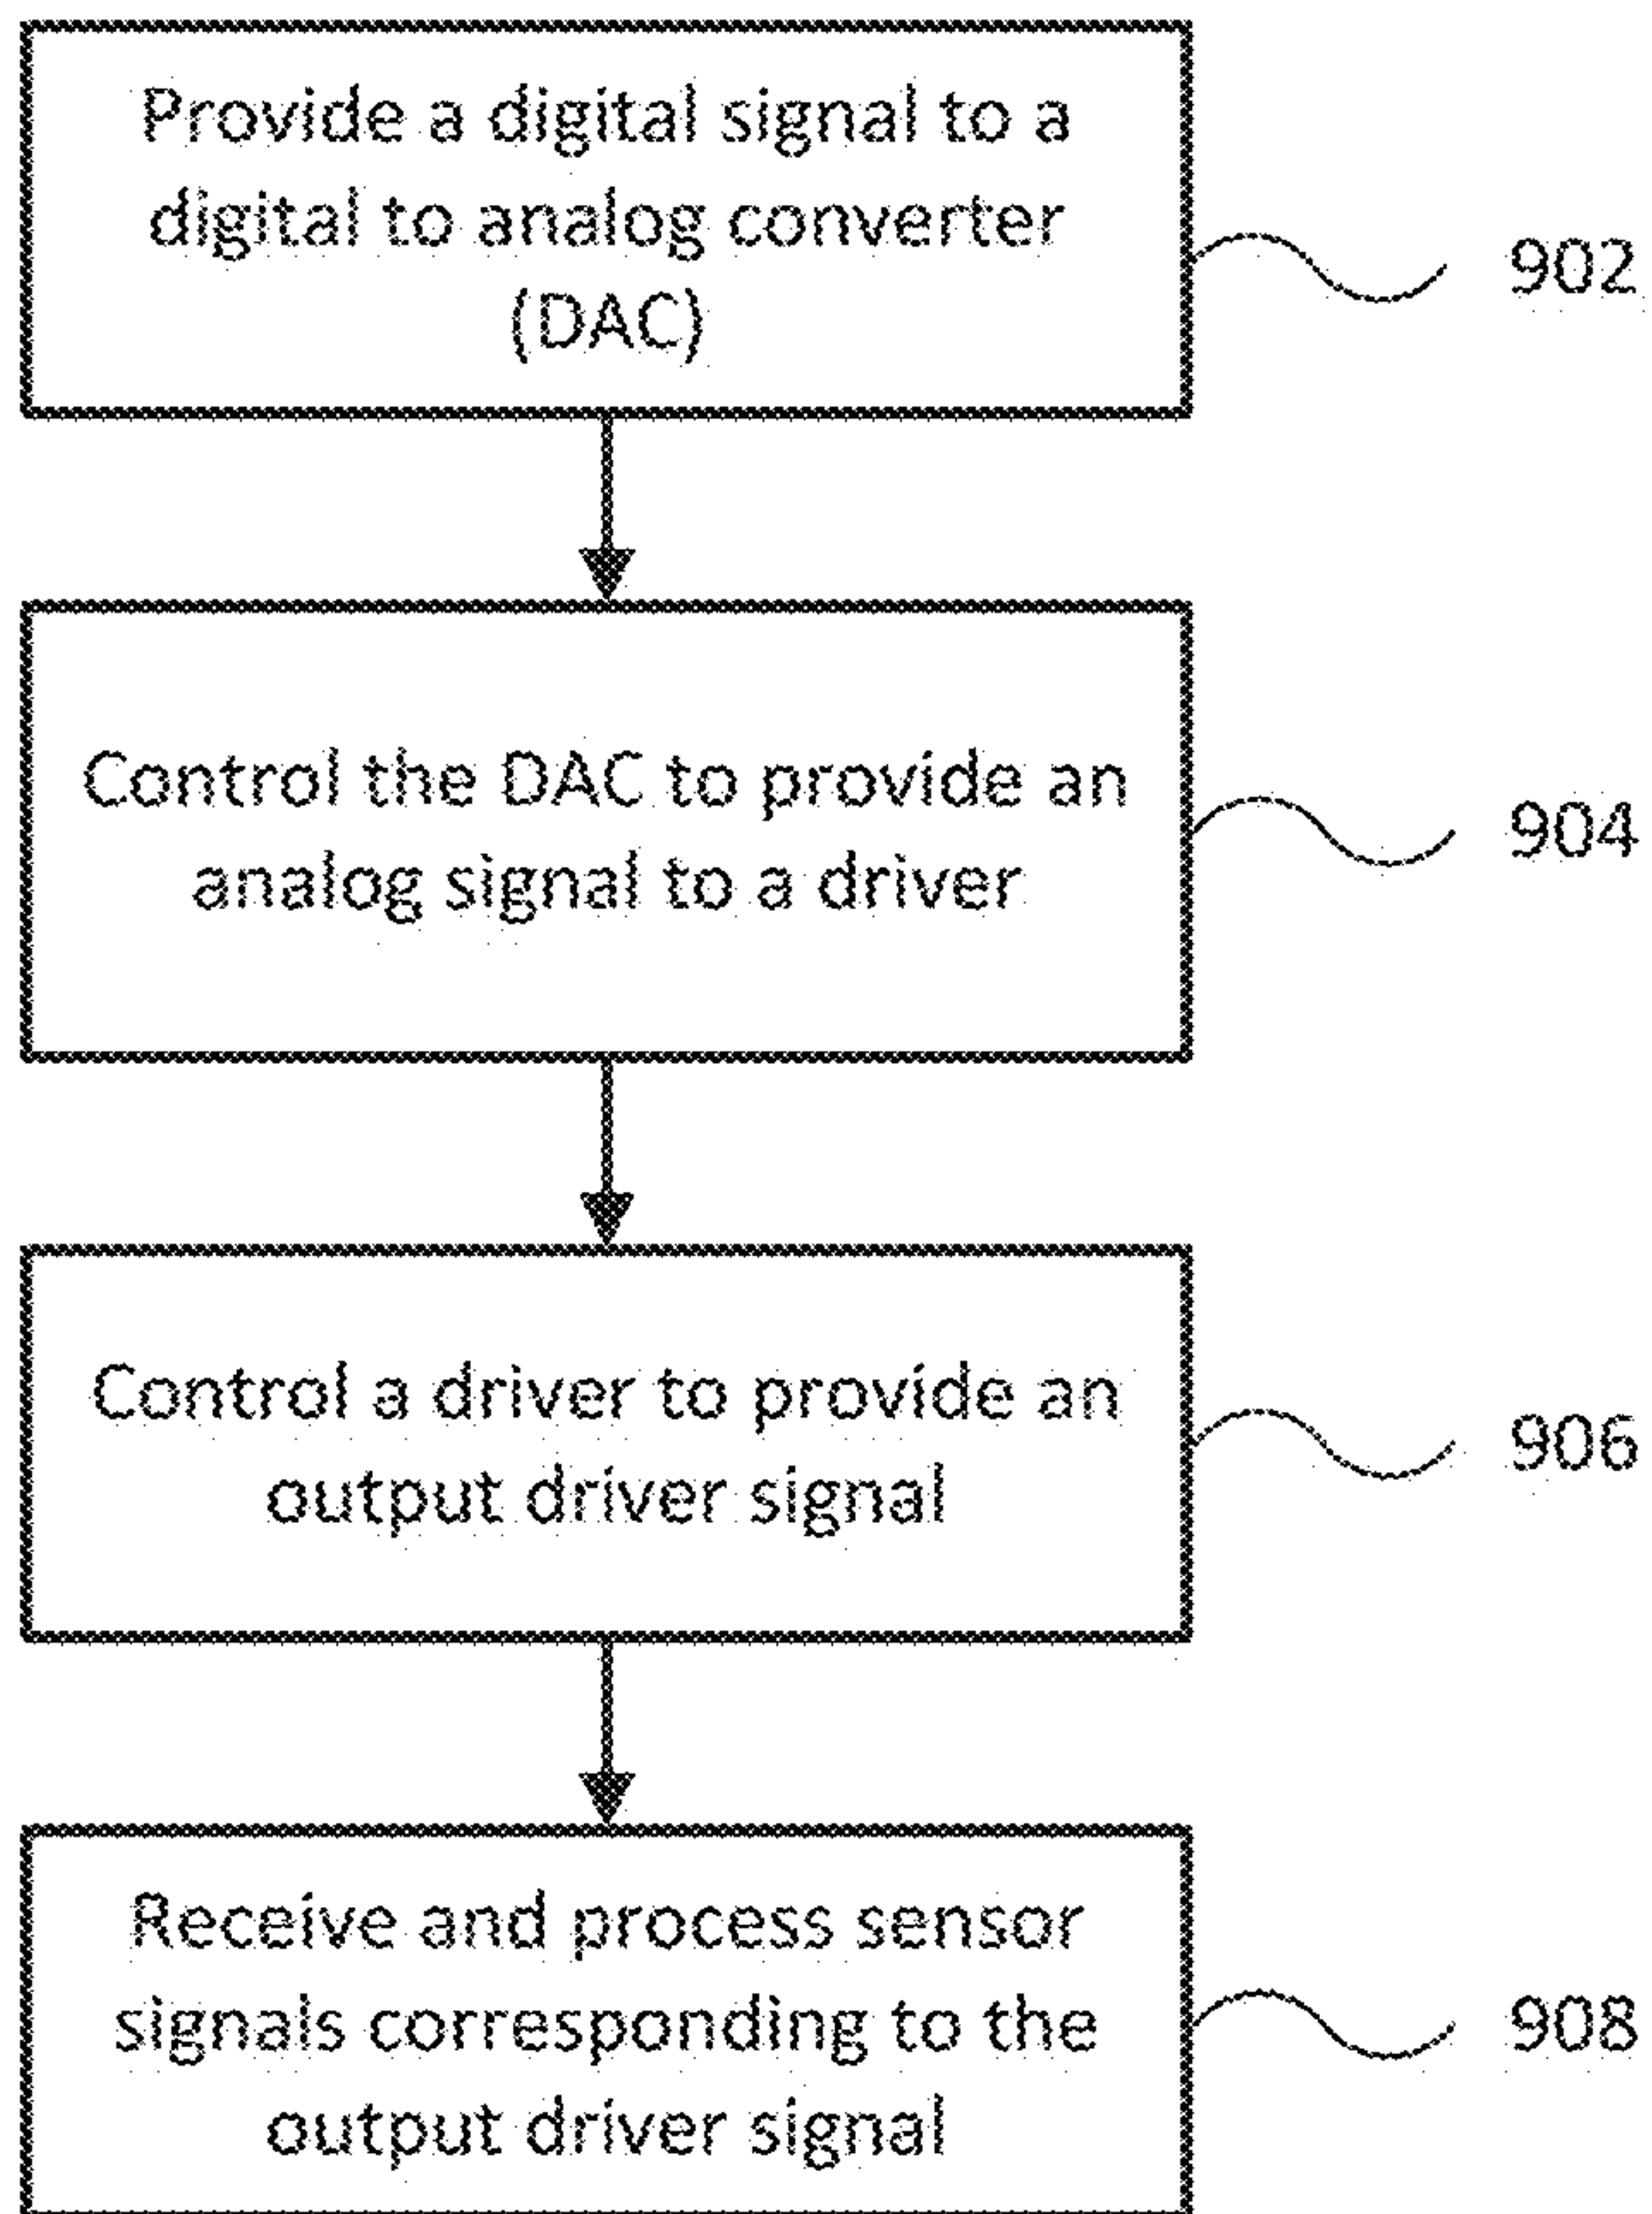 Provide a digital signal to a
digital to analog converter
(DAC)
902
Control the DAC to provide an
analog signal to a driver
904
Control a driver to provide an
output driver signal
906
Receive and process sensor
signals corresponding to the
output driver signal
908